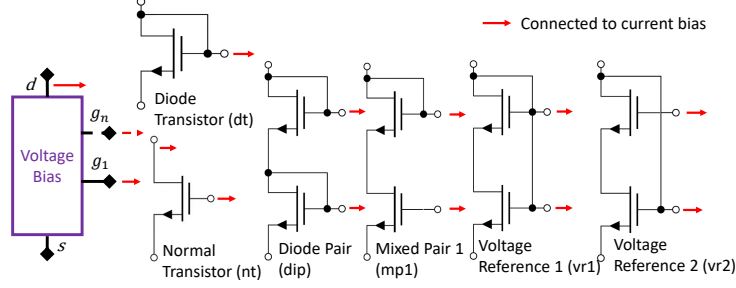 Connected to current bias
d
g_n
Voltage
Bias
g_1
s
Diode
Transistor (dt)
Normal
Transistor (nt)
Diode Pair
(dip)
Mixed Pair 1
(mp1)
Voltage
Reference 1 (vr1)
Voltage
Reference 2 (vr2)